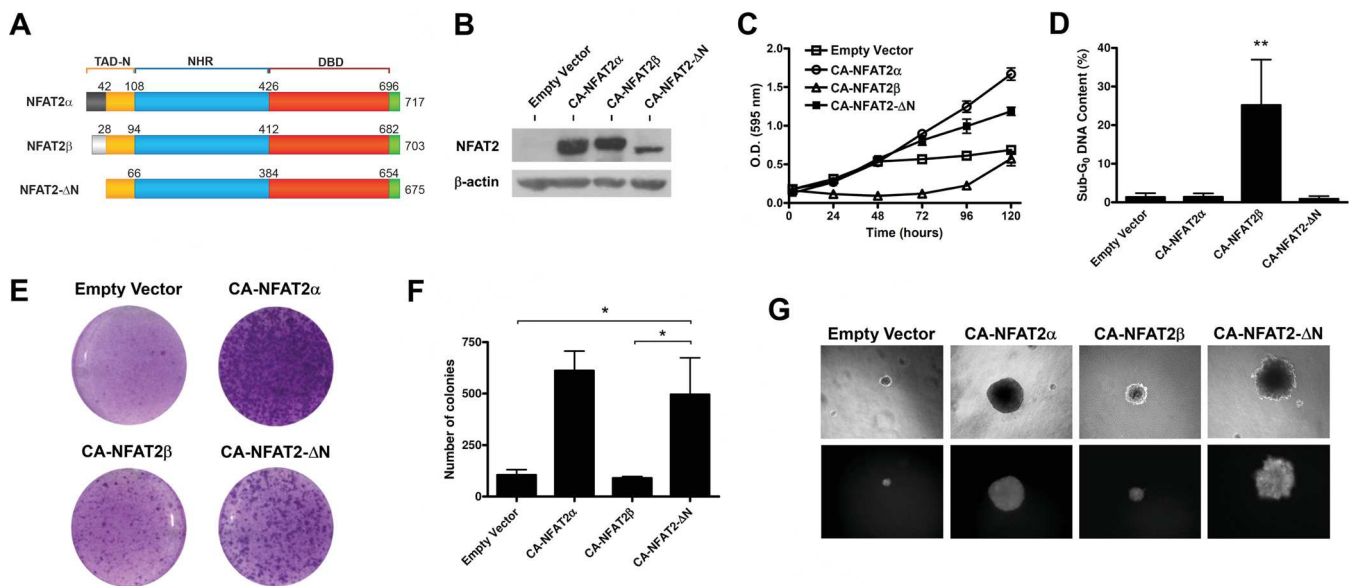 A
TAD-N NHR DBD
42 108 426 696
NFAT2α 717
28 94 412 682
NFAT2β 703
66 384 654
NFAT2-ΔN 675
B
Empty Vector
CA-NFAT2α
CA-NFAT2β
CA-NFAT2-ΔN
NFAT2
β-actin
C
O.D. (595 nm)
2.0
1.5
1.0
0.5
0.0
Empty Vector
CA-NFAT2α
CA-NFAT2β
CA-NFAT2-ΔN
0 24 48 72 96 120
Time (hours)
D
Sub-G0 DNA Content (%)
40
30
20
10
0
**
Empty Vector
CA-NFAT2α
CA-NFAT2β
CA-NFAT2-ΔN
E
Empty Vector CA-NFAT2α
CA-NFAT2β CA-NFAT2-ΔN
F
Number of colonies
750
500
250
0
*
*
Empty Vector
CA-NFAT2α
CA-NFAT2β
CA-NFAT2-ΔN
G
Empty Vector CA-NFAT2α CA-NFAT2β CA-NFAT2-ΔN